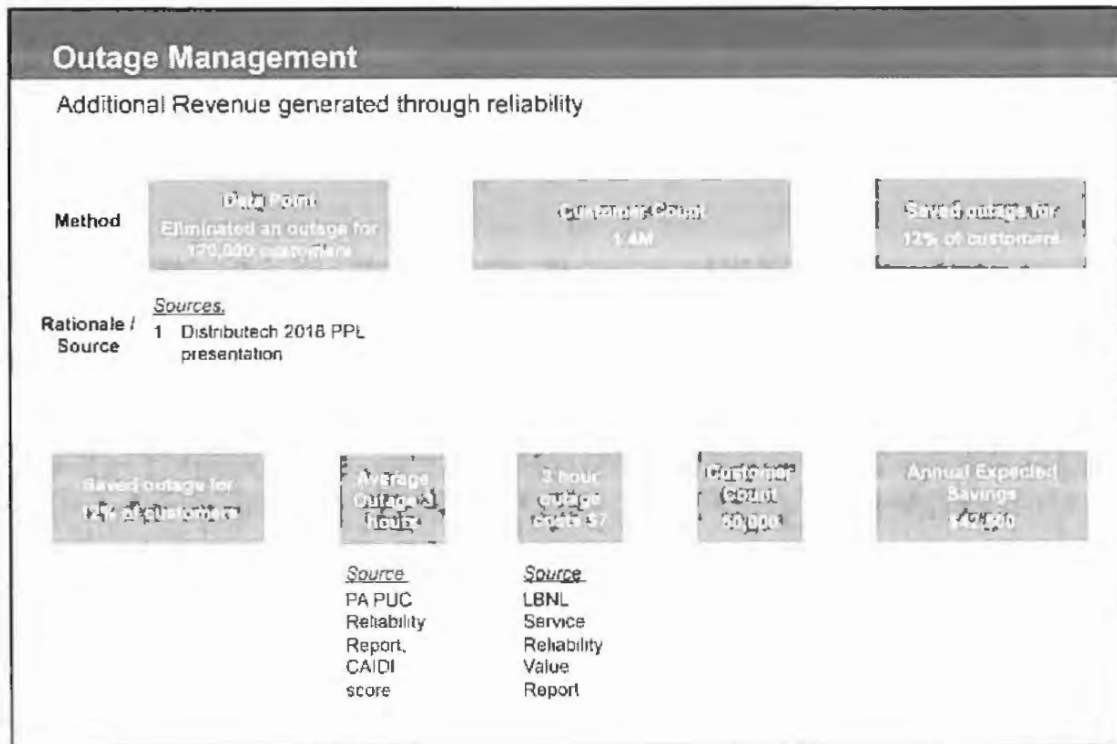 Outage Management
Additional Revenue generated through reliability
Method
Data Point
Eliminated an outage for
170,000 customers
Customer Count
1.4M
Saved outage for
12% of customers
Rationale /
Source
Sources.
1 Distributech 2018 PPL
presentation
Saved outage for
12% of customers
Average
Outage 3
hours
3 hour
outage
costs $7
Customer
Count
50,000
Annual Expected
Savings
$42,500
Source
PA PUC
Reliability
Report,
CAIDI
score
Source
LBNL
Service
Reliability
Value
Report